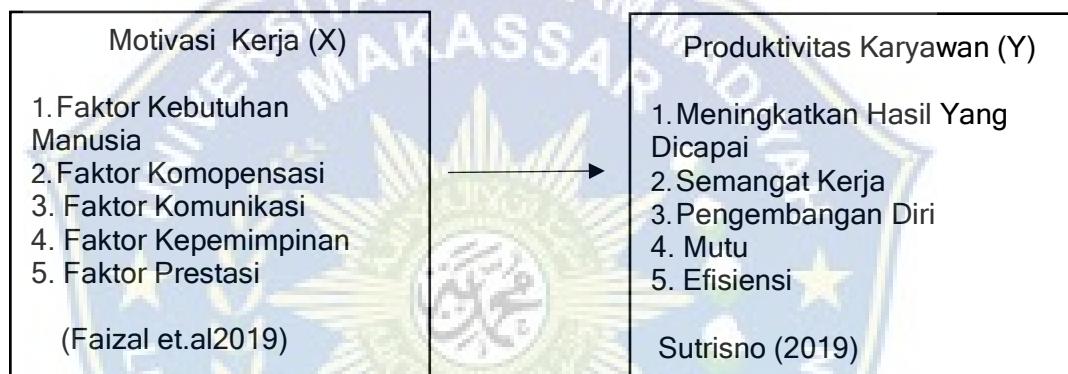 Motivasi Kerja (X)
1.Faktor Kebutuhan
Manusia
2.Faktor Komopensasi
3. Faktor Komunikasi
4. Faktor Kepemimpinan
5. Faktor Prestasi
(Faizal et.al2019)
Produktivitas Karyawan (Y)
1.Meningkatkan Hasil Yang
Dicapai
2.Semangat Kerja
3.Pengembangan Diri
4. Mutu
5. Efisiensi
Sutrisno (2019)
MAKASSAR